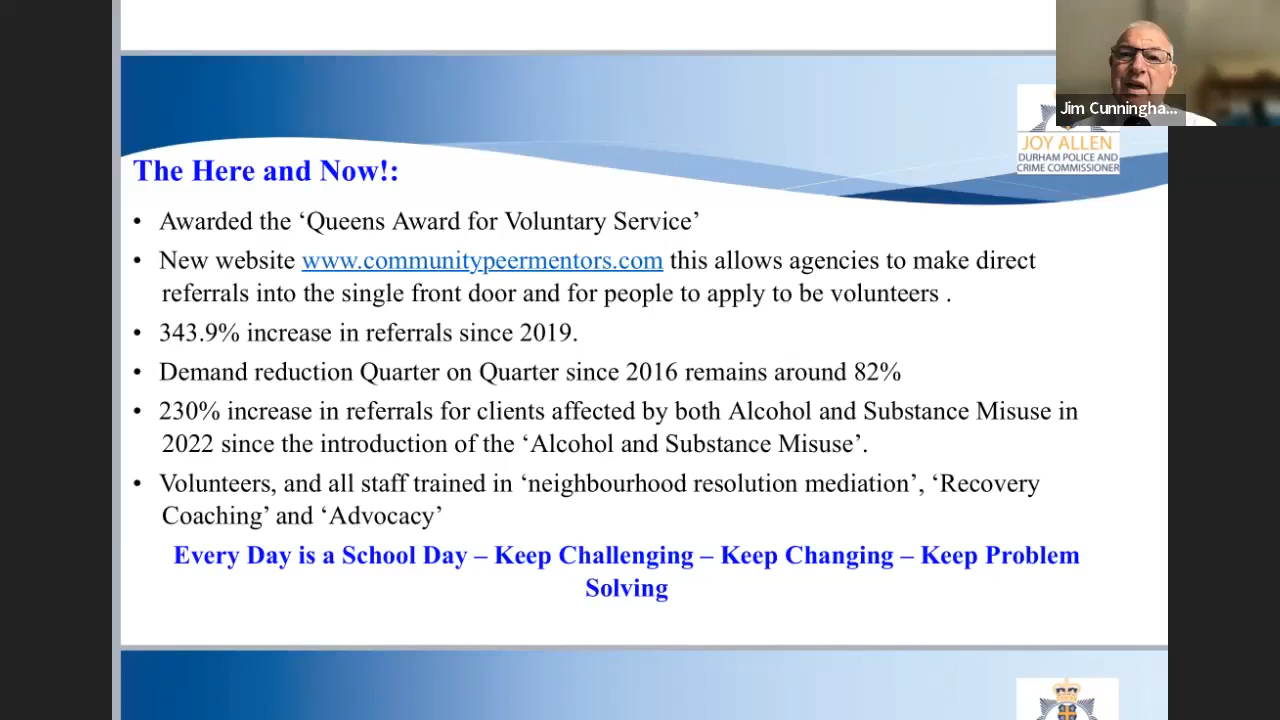 Jim Cunningha...
JOY ALLEN
DURHAM POLICE AND
CRIME COMMISSIONER
The Here and Now!:
• Awarded the ‘Queens Award for Voluntary Service’
• New website www.communitypeermentors.com this allows agencies to make direct
referrals into the single front door and for people to apply to be volunteers .
• 343.9% increase in referrals since 2019.
• Demand reduction Quarter on Quarter since 2016 remains around 82%
• 230% increase in referrals for clients affected by both Alcohol and Substance Misuse in
2022 since the introduction of the ‘Alcohol and Substance Misuse’.
• Volunteers, and all staff trained in ‘neighbourhood resolution mediation’, ‘Recovery
Coaching’ and ‘Advocacy’
Every Day is a School Day – Keep Challenging – Keep Changing – Keep Problem
Solving